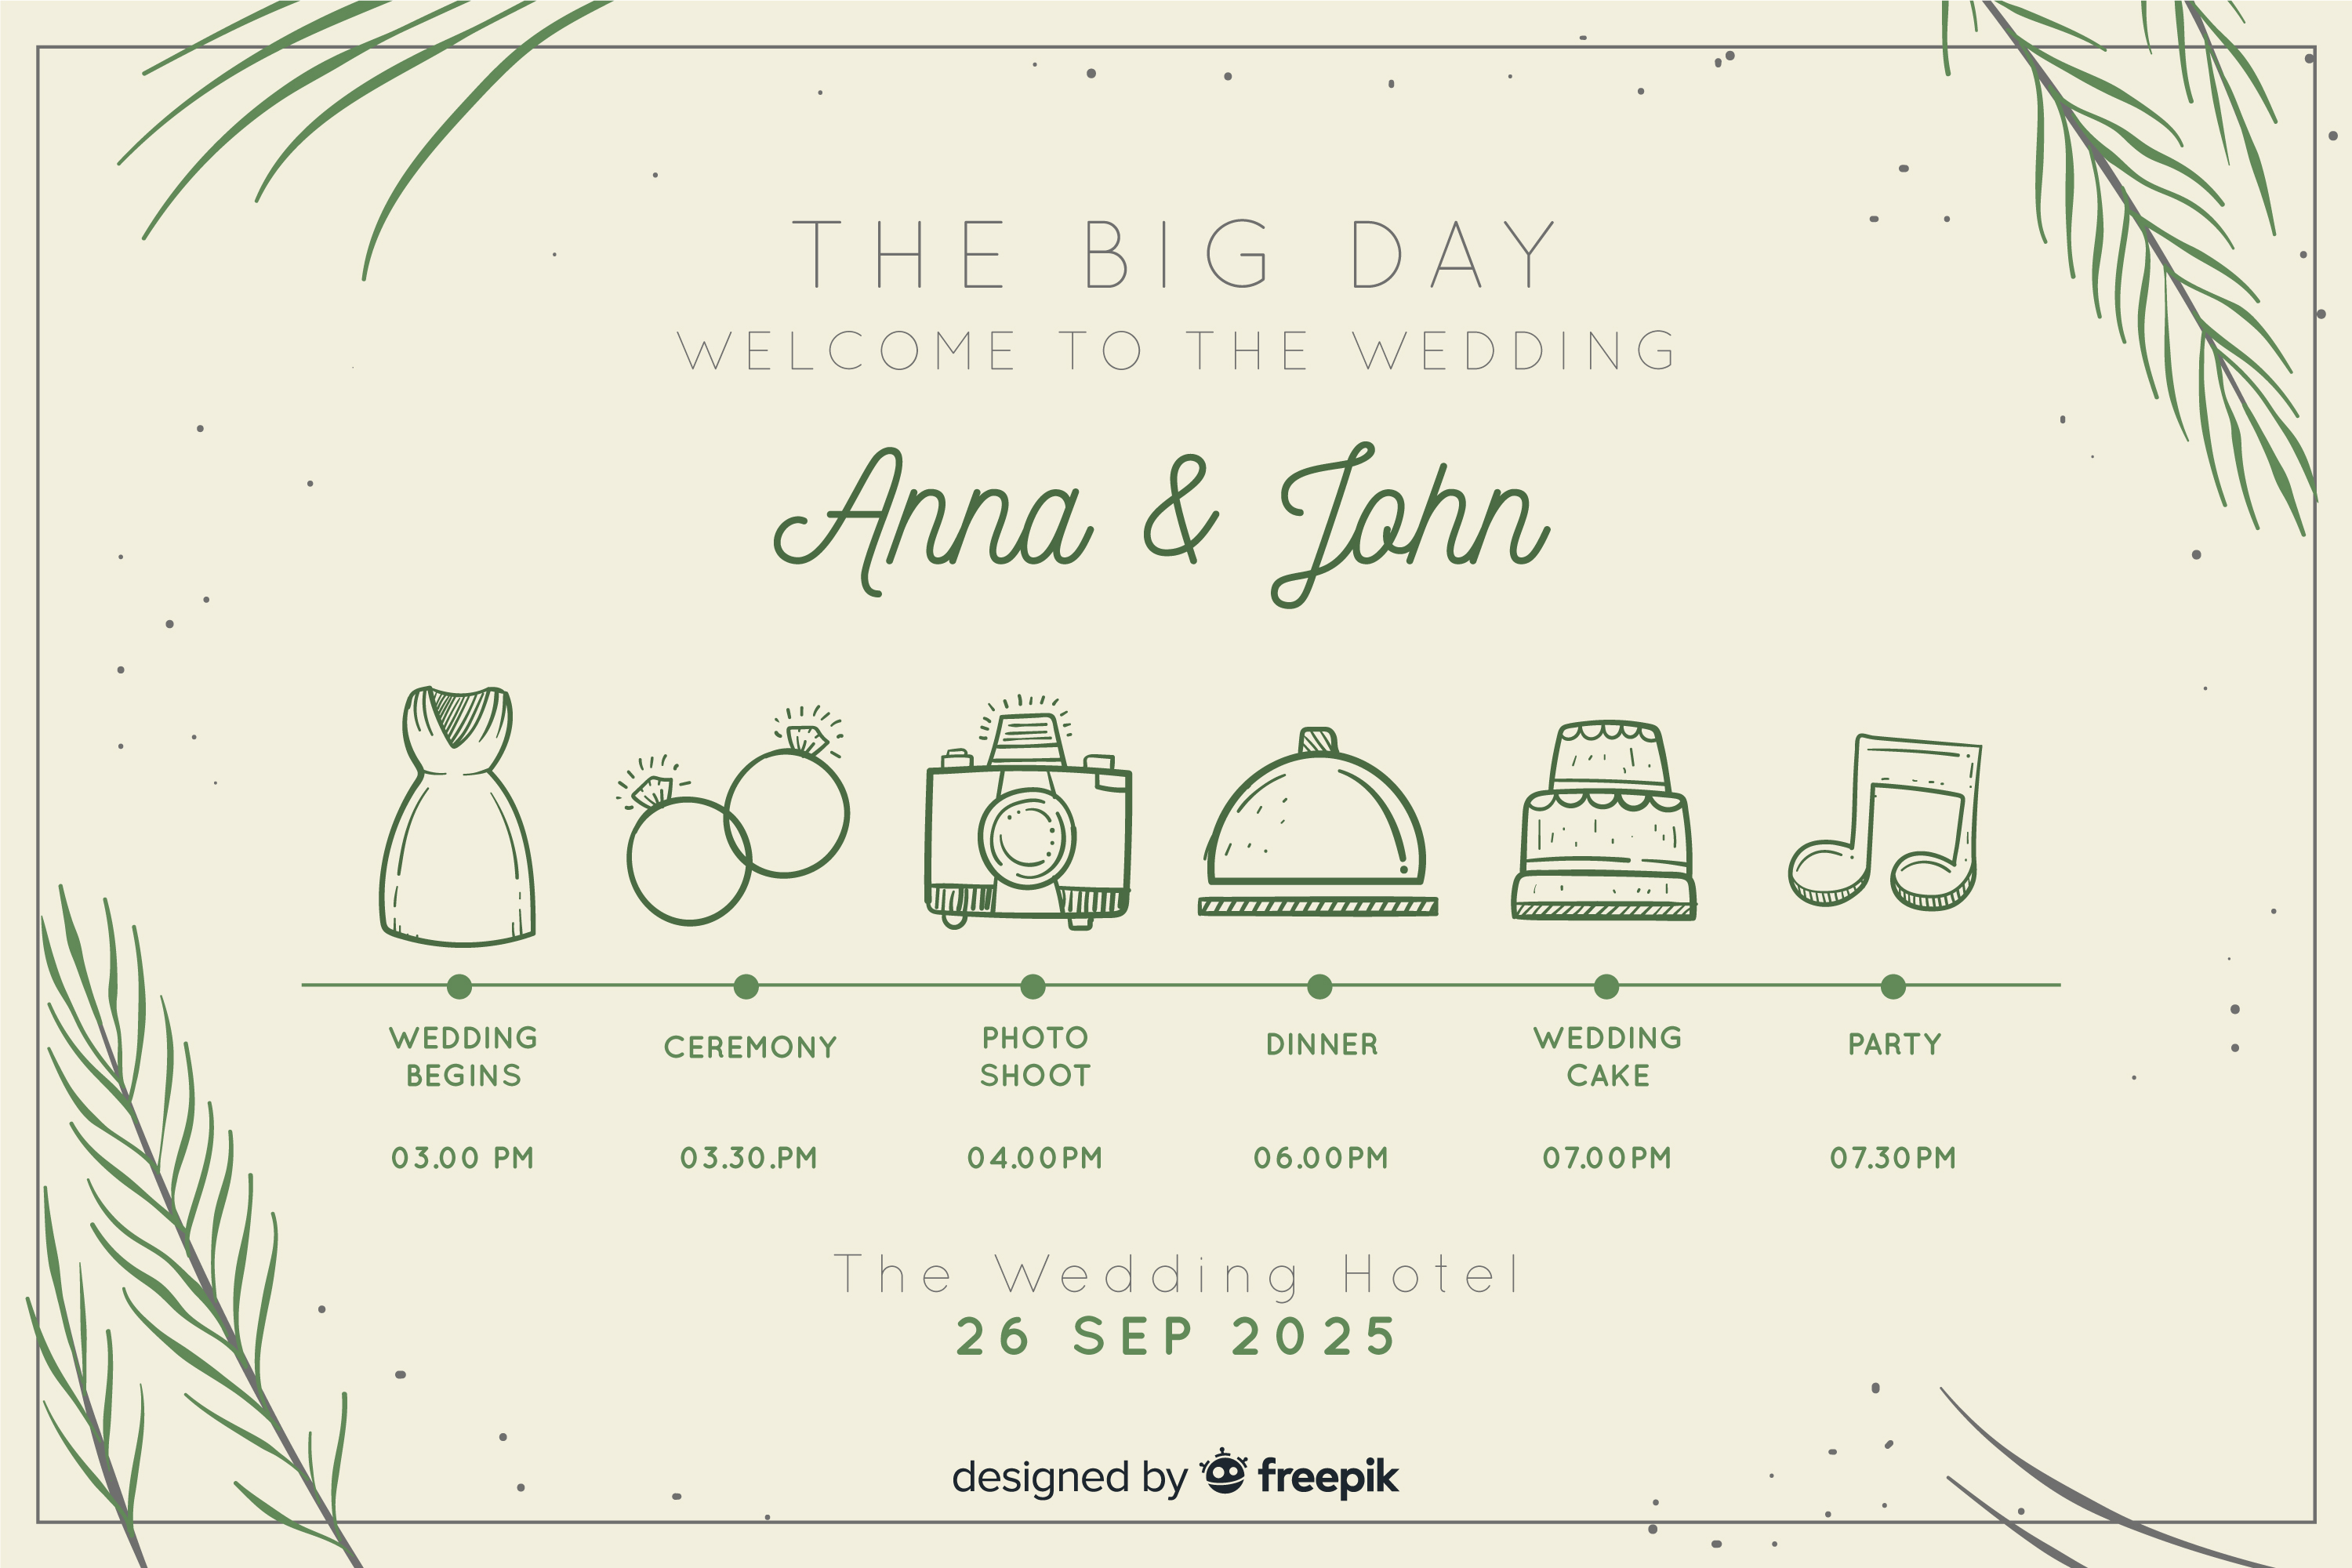 THE BIG DAY
WELCOME TO THE WEDDING
Anna & John
WEDDING
BEGINS
03.00 PM
CEREMONY
03.30.PM
PHOTO
SHOOT
04.00PM
DINNER
06.00PM
WEDDING
CAKE
07.00PM
PARTY
07.30PM
The Wedding Hotel
26 SEP 2025
designed by freepik